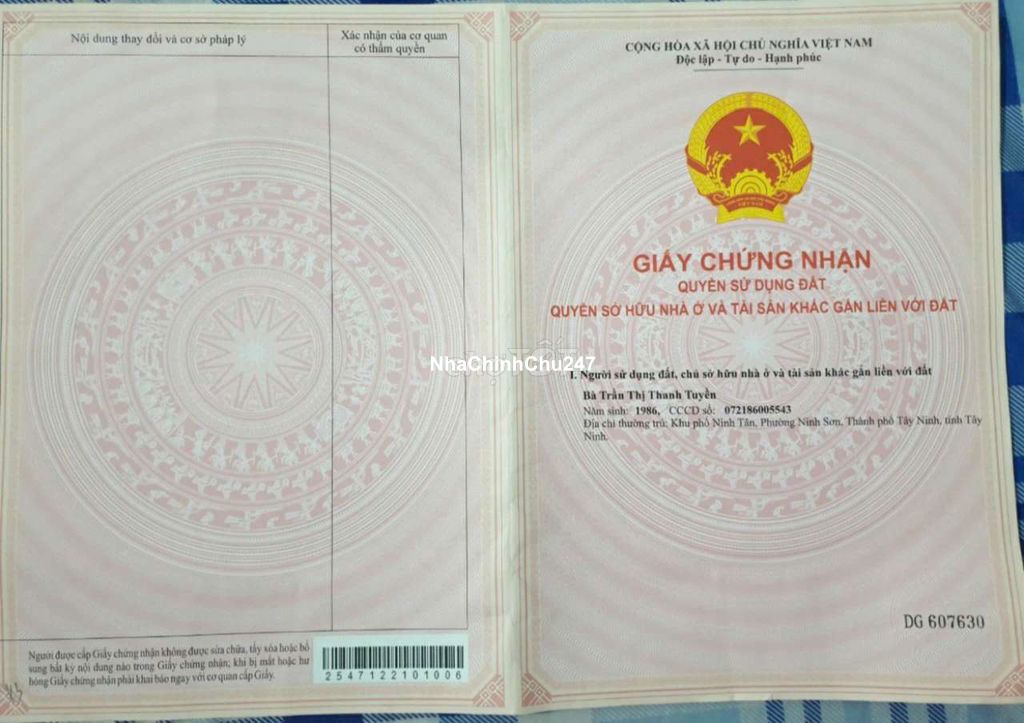 Nội dung thay đổi và cơ sở pháp lý
Xác nhận của cơ quan
có thẩm quyền
Người được cấp Giấy chứng nhận không được sửa chữa, tẩy xóa hoặc bổ
sung bất kỳ nội dung nào trong Giấy chứng nhận; khi bị mất hoặc hư
hỏng Giấy chứng nhận phải khai báo ngay với cơ quan cấp Giấy.
2547122101006
CỘNG HÒA XÃ HỘI CHỦ NGHĨA VIỆT NAM
Độc lập - Tự do - Hạnh phúc
GIẤY CHỨNG NHẬN
QUYỀN SỬ DỤNG ĐẤT
QUYỀN SỞ HỮU NHÀ Ở VÀ TÀI SẢN KHÁC GẮN LIỀN VỚI ĐẤT
NhaChinhChu247
I. Người sử dụng đất, chủ sở hữu nhà ở và tài sản khác gắn liền với đất
Bà Trần Thị Thanh Tuyền
Năm sinh: 1986, CCCD số: 072186005543
Địa chỉ thường trú: Khu phố Ninh Tân, Phường Ninh Sơn, Thành phố Tây Ninh, tỉnh Tây
Ninh.
DG 607630